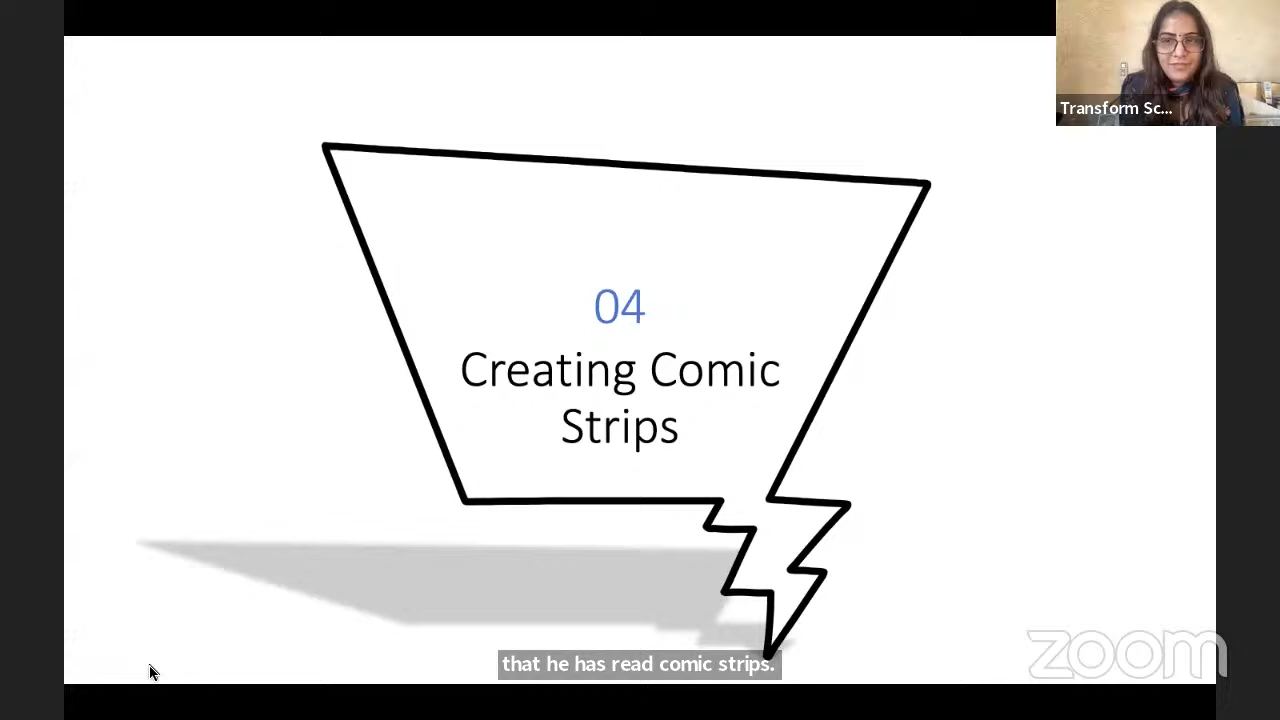 Transform Sc...
04
Creating Comic
Strips
that he has read comic strips.
zoom